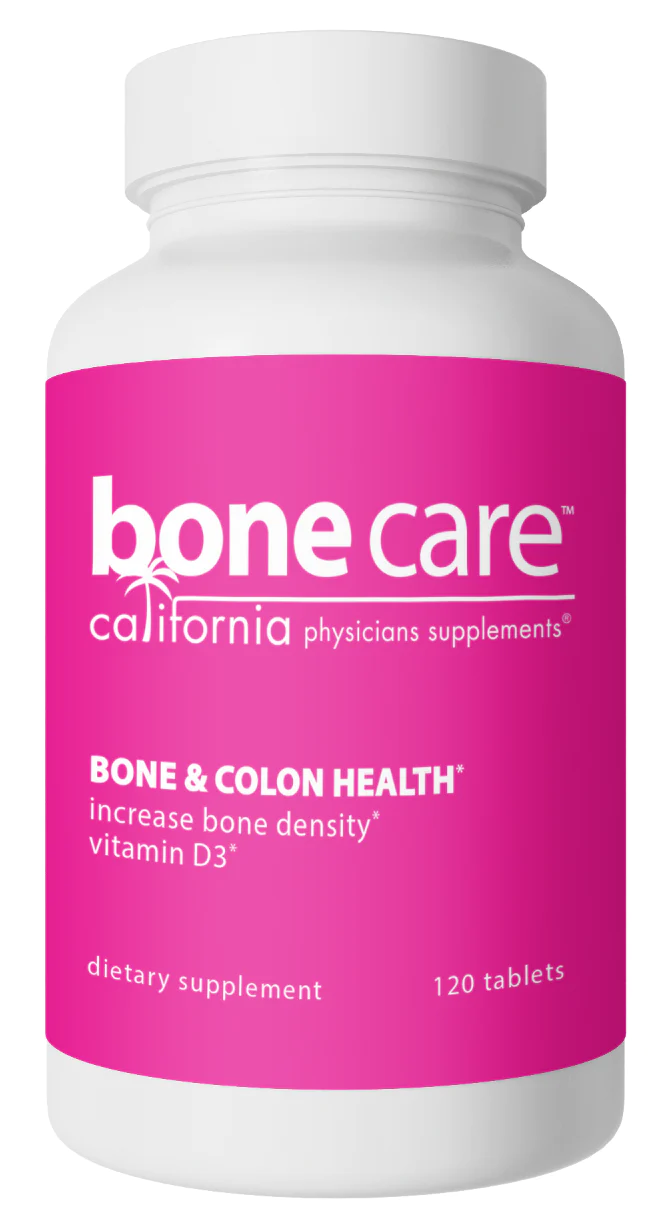 bone care™
california physicians supplements®
BONE & COLON HEALTH*
increase bone density*
vitamin D3*
dietary supplement 120 tablets